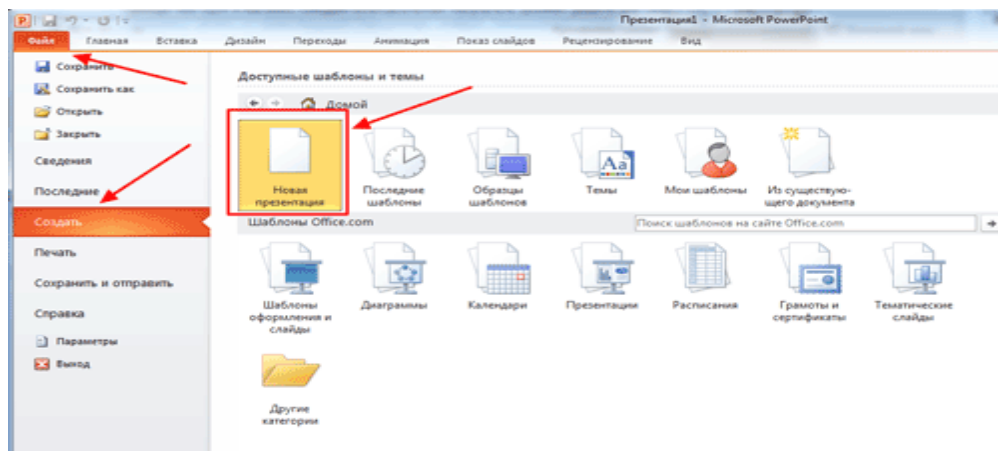 Презентация1 - Microsoft PowerPoint
Файл Главная Вставка Дизайн Переходы Анимация Показ слайдов Рецензирование Вид
Сохранить
Сохранить как
Открыть
Закрыть
Сведения
Последние
Создать
Печать
Сохранить и отправить
Справка
Параметры
Выход
Доступные шаблоны и темы
Домой
Новая
презентация
Последние
шаблоны
Образцы
шаблонов
Aa
Темы
Мои шаблоны
Из существую-
щего документа
Шаблоны Office.com
Поиск шаблонов на сайте Office.com
Шаблоны
оформления и
слайды
Диаграммы
Календари
Презентации
Расписания
Грамоты и
сертификаты
Тематические
слайды
Другие
категории